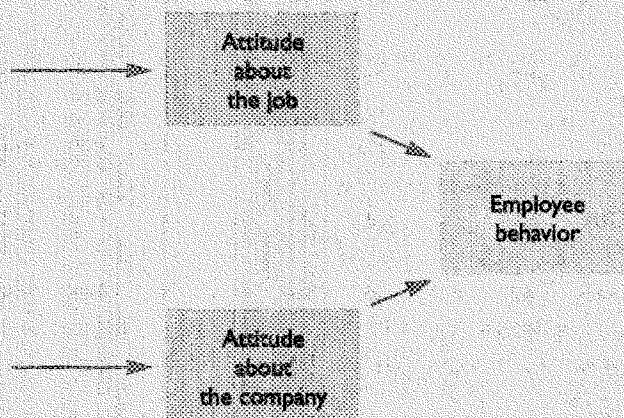 Attitude
about
the job
Employee
behavior
Attitude
about
the company